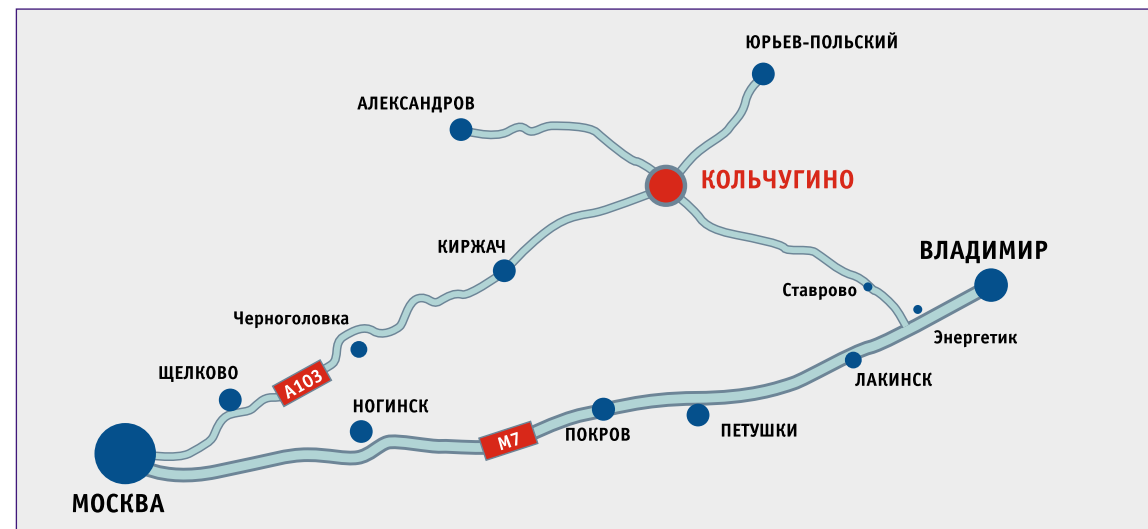 ЮРЬЕВ-ПОЛЬСКИЙ
АЛЕКСАНДРОВ
КОЛЬЧУГИНО
КИРЖАЧ
ВЛАДИМИР
Ставрово
Черноголовка
Энергетик
ЩЕЛКОВО
А103
ЛАКИНСК
НОГИНСК
М7
ПОКРОВ
ПЕТУШКИ
МОСКВА